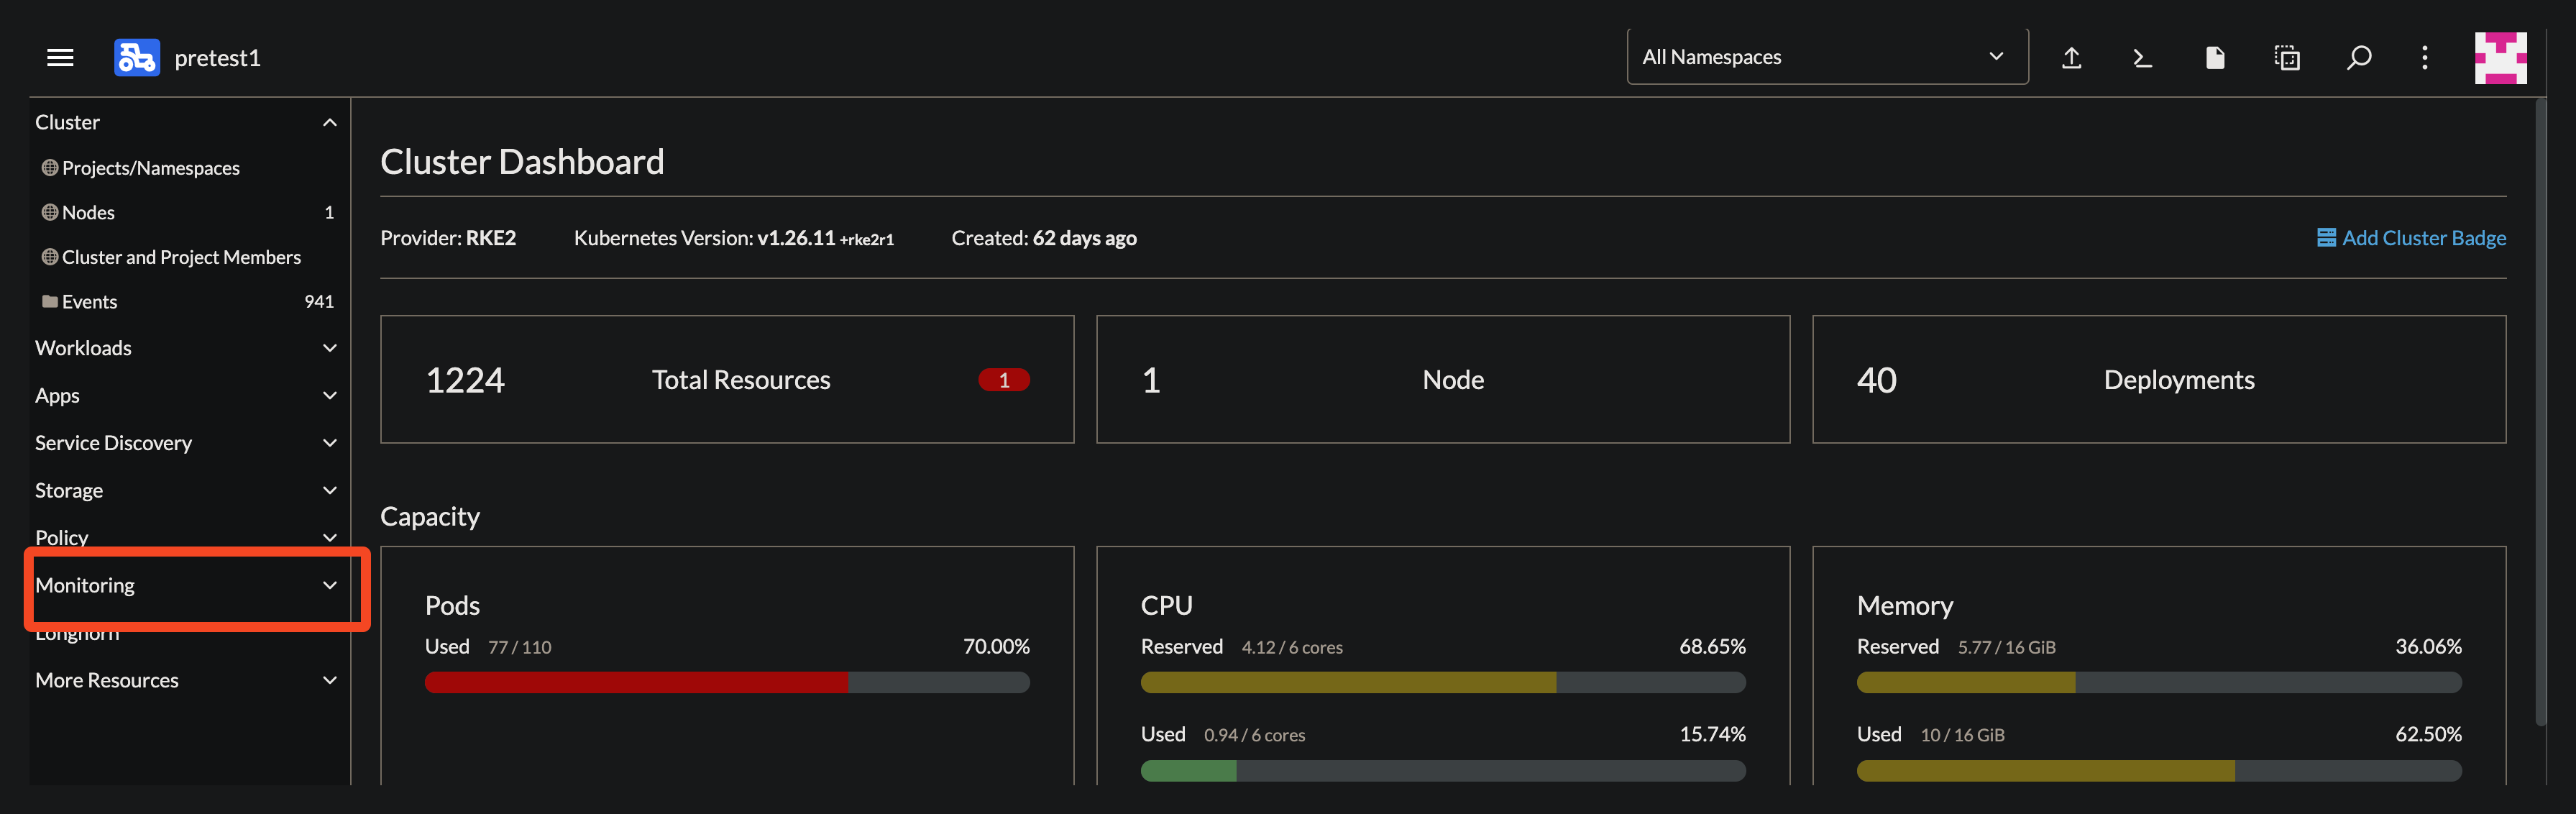 pretest1
All Namespaces
Cluster
Projects/Namespaces
Nodes 1
Cluster and Project Members
Events 941
Workloads
Apps
Service Discovery
Storage
Policy
Monitoring
Longhorn
More Resources
Cluster Dashboard
Provider: RKE2 Kubernetes Version: v1.26.11 +rke2r1 Created: 62 days ago
Add Cluster Badge
1224 Total Resources 1
1 Node
40 Deployments
Capacity
Pods
Used 77 / 110 70.00%
CPU
Reserved 4.12 / 6 cores 68.65%
Used 0.94 / 6 cores 15.74%
Memory
Reserved 5.77 / 16 GiB 36.06%
Used 10 / 16 GiB 62.50%